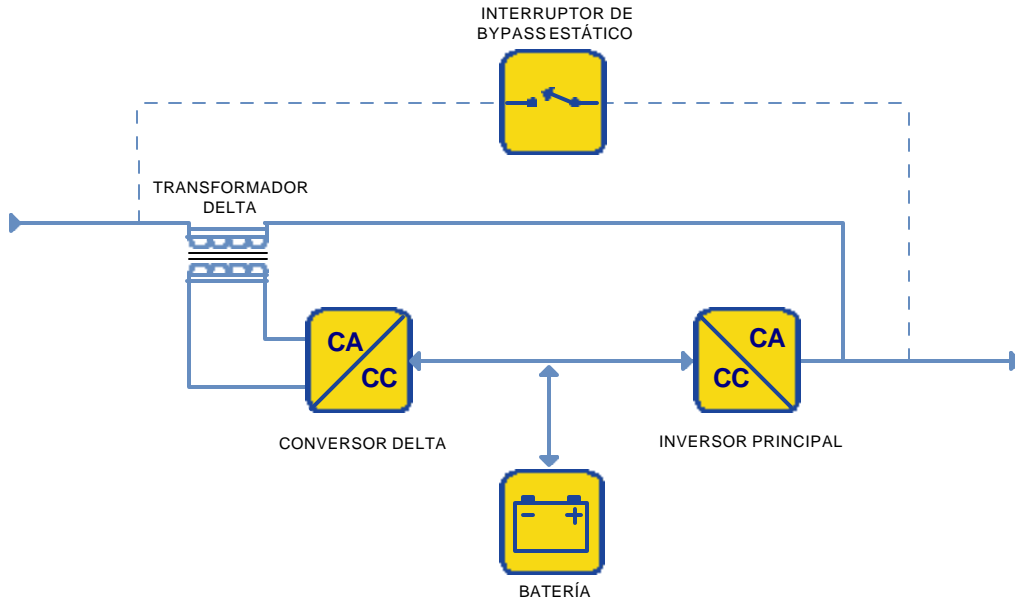 INTERRUPTOR DE
BYPASS ESTÁTICO
TRANSFORMADOR
DELTA
CA
CC
CA
CC
CONVERSOR DELTA
INVERSOR PRINCIPAL
- +
BATERÍA